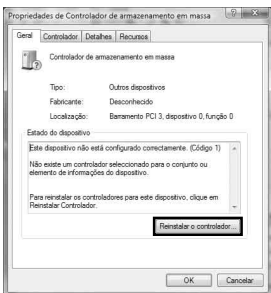 Propriedades de Controlador de armazenamento em massa
Geral Controlador Detalhes Recursos
Controlador de armazenamento em massa
Tipo: Outros dispositivos
Fabricante: Desconhecido
Localização: Barramento PCI 3, dispositivo 0, função 0
Estado do dispositivo
Este dispositivo não está configurado correctamente. (Código 1)
Não existe um controlador seleccionado para o conjunto ou
elemento de informações do dispositivo.
Para reinstalar os controladores para este dispositivo, clique em
Reinstalar Controlador.
Reinstalar o controlador...
OK Cancelar